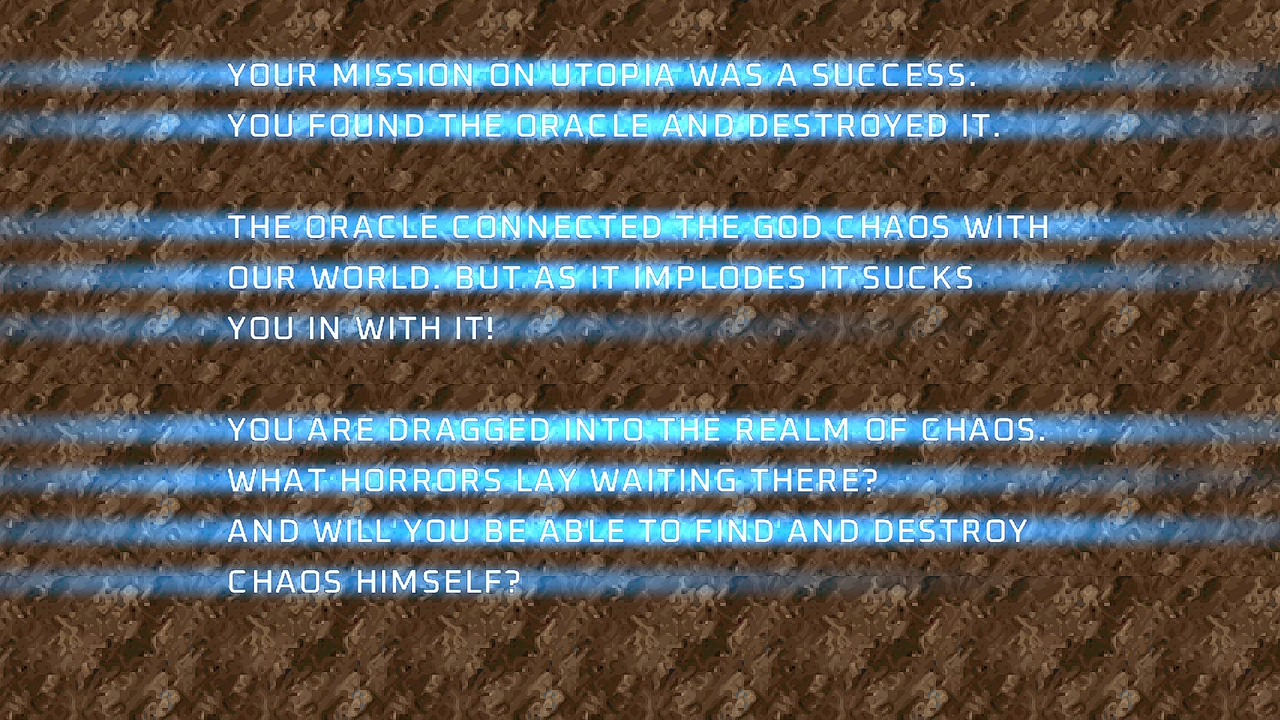 YOUR MISSION ON UTOPIA WAS A SUCCESS.
YOU FOUND THE ORACLE AND DESTROYED IT.
THE ORACLE CONNECTED THE GOD CHAOS WITH
OUR WORLD. BUT AS IT IMPLODES IT SUCKS
YOU IN WITH IT!
YOU ARE DRAGGED INTO THE REALM OF CHAOS.
WHAT HORRORS LAY WAITING THERE?
AND WILL YOU BE ABLE TO FIND AND DESTROY
CHAOS HIMSELF?